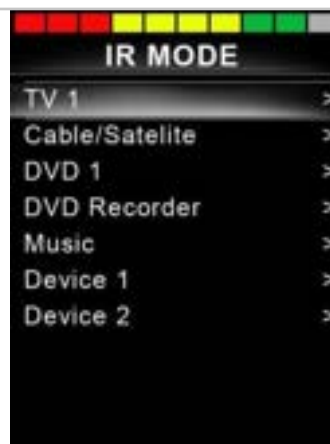 IR MODE
TV 1 >
Cable/Satelite >
DVD 1 >
DVD Recorder >
Music >
Device 1 >
Device 2 >